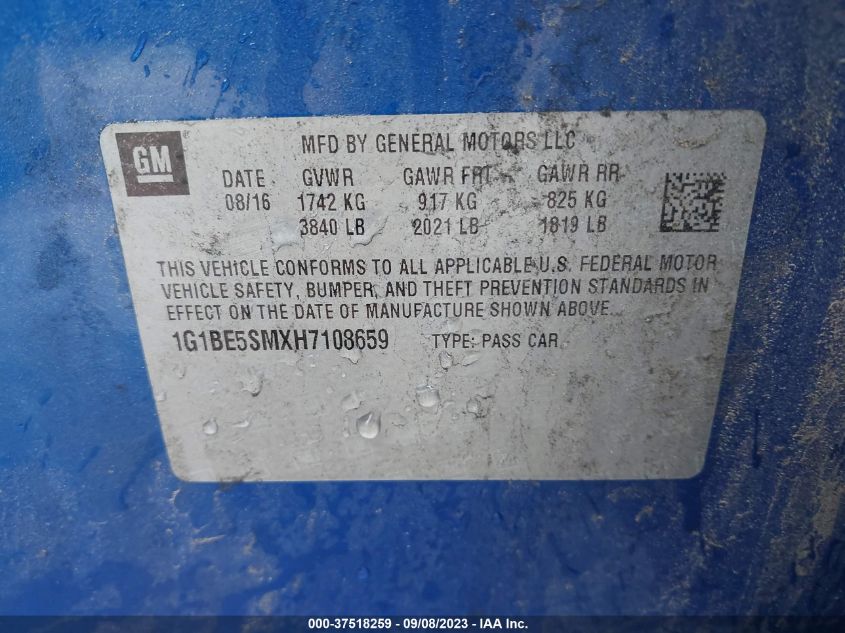 GM
MFD BY GENERAL MOTORS LLC
DATE GVWR GAWR FRT GAWR RR
08/16 1742 KG 917 KG 825 KG
3840 LB 2021 LB 1819 LB
THIS VEHICLE CONFORMS TO ALL APPLICABLE U.S. FEDERAL MOTOR
VEHICLE SAFETY, BUMPER, AND THEFT PREVENTION STANDARDS IN
EFFECT ON THE DATE OF MANUFACTURE SHOWN ABOVE.
1G1BE5SMXH7108659 TYPE: PASS CAR
000-37518259 - 09/08/2023 - IAA Inc.